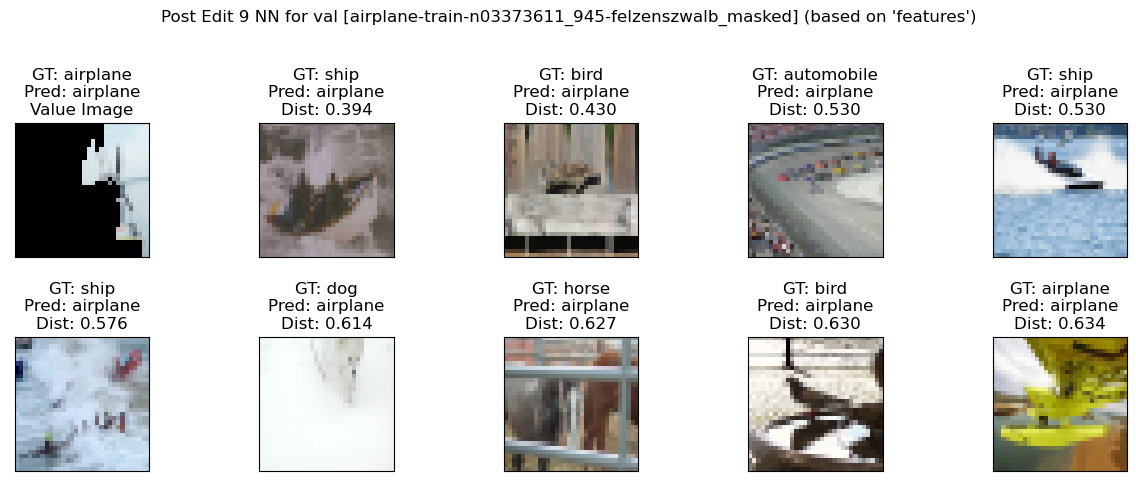 Post Edit 9 NN for val [airplane-train-n03373611_945-felzenszwalb_masked] (based on 'features')
GT: airplane
Pred: airplane
Value Image
GT: ship
Pred: airplane
Dist: 0.394
GT: bird
Pred: airplane
Dist: 0.430
GT: automobile
Pred: airplane
Dist: 0.530
GT: ship
Pred: airplane
Dist: 0.530
GT: ship
Pred: airplane
Dist: 0.576
GT: dog
Pred: airplane
Dist: 0.614
GT: horse
Pred: airplane
Dist: 0.627
GT: bird
Pred: airplane
Dist: 0.630
GT: airplane
Pred: airplane
Dist: 0.634